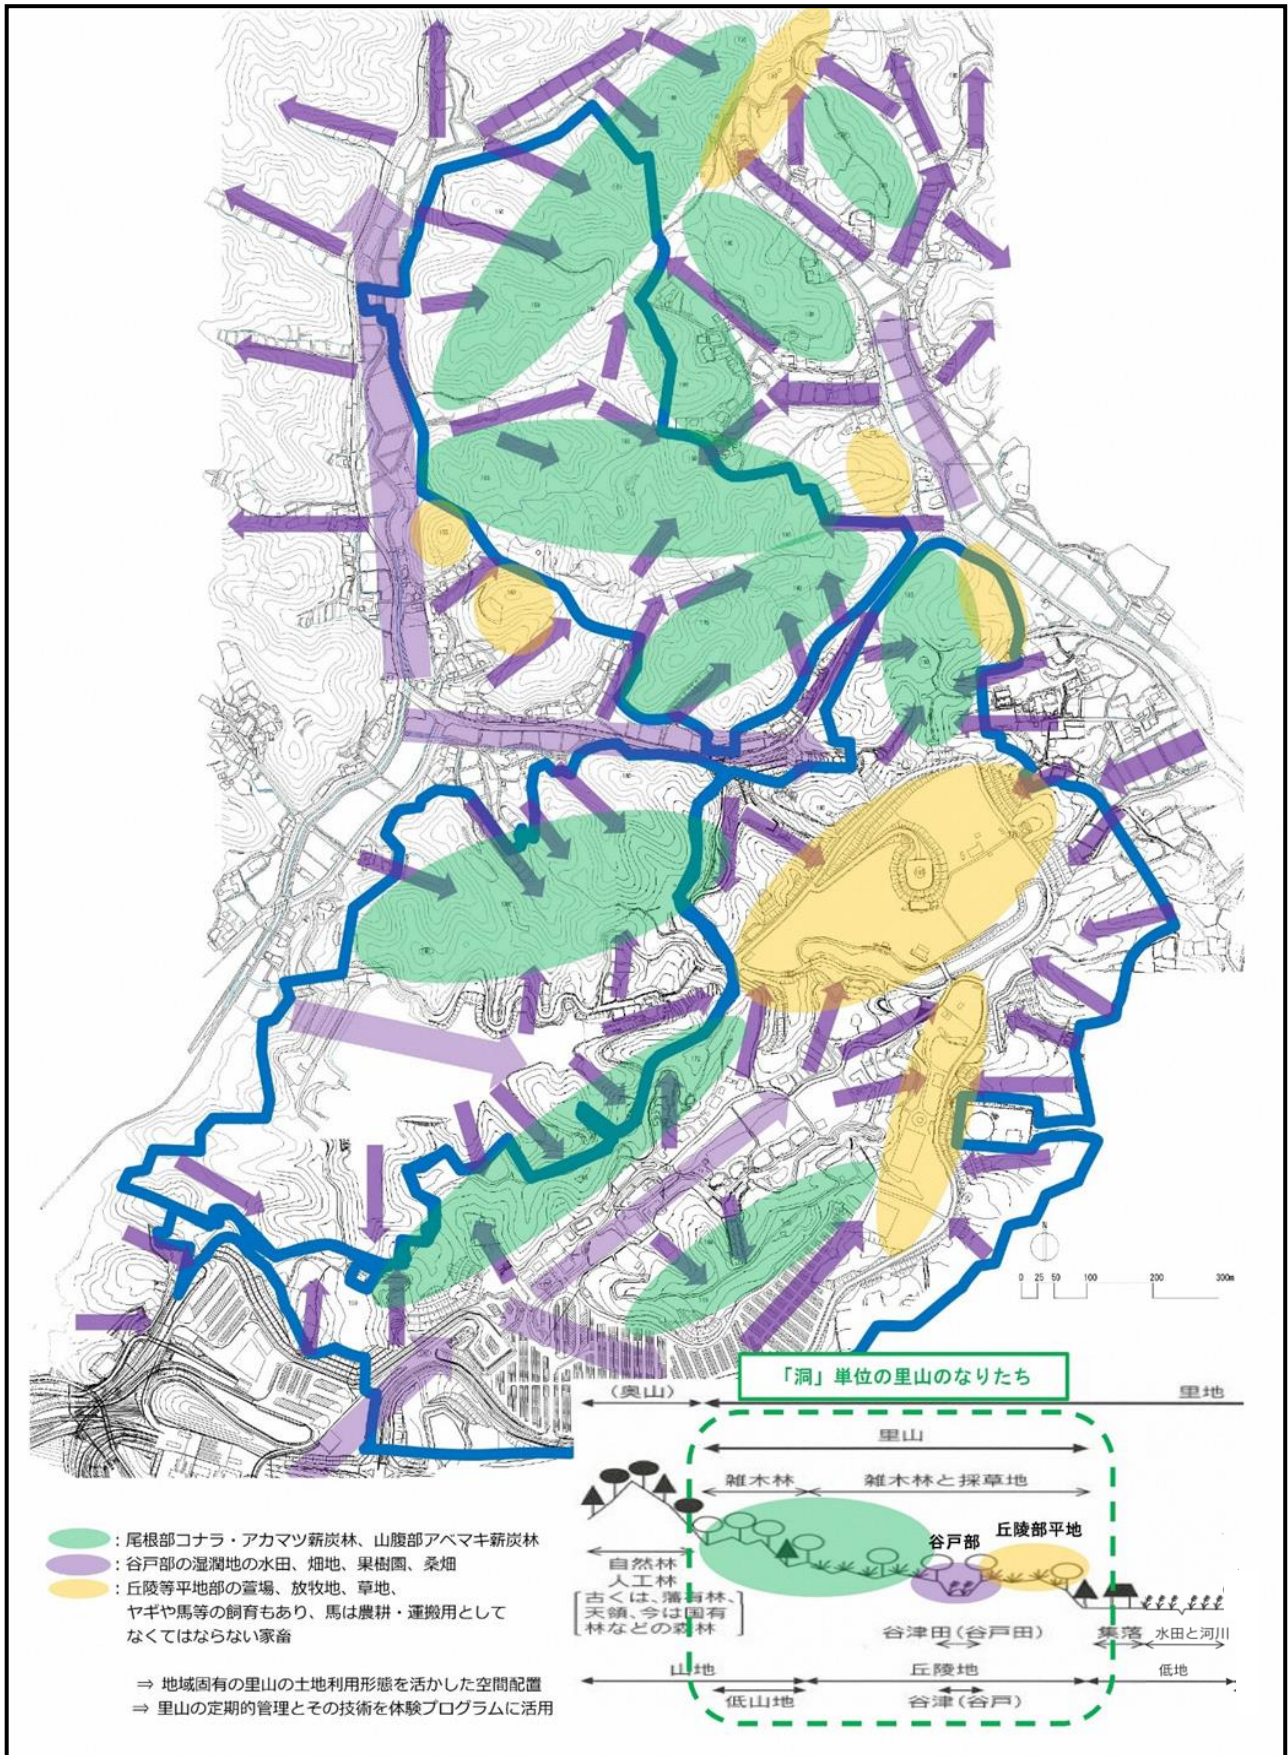 N
0 25 50 100 200 300m
「洞」単位の里山のなりたち
(奥山)
里地
里山
雑木林
雑木林と採草地
谷戸部
丘陵部平地
自然林
人工林
古くは、藩有林、
天領、今は国有
林などの森林
谷津田(谷戸田)
集落
水田と河川
山地
丘陵地
低地
低山地
谷津(谷戸)
：尾根部コナラ・アカマツ薪炭林、山腹部アベマキ薪炭林
：谷戸部の湿潤地の水田、畑地、果樹園、桑畑
：丘陵等平地部の萱場、放牧地、草地、
ヤギや馬等の飼育もあり、馬は農耕・運搬用として
なくてはならない家畜
⇒ 地域固有の里山の土地利用形態を活かした空間配置
⇒ 里山の定期的管理とその技術を体験プログラムに活用